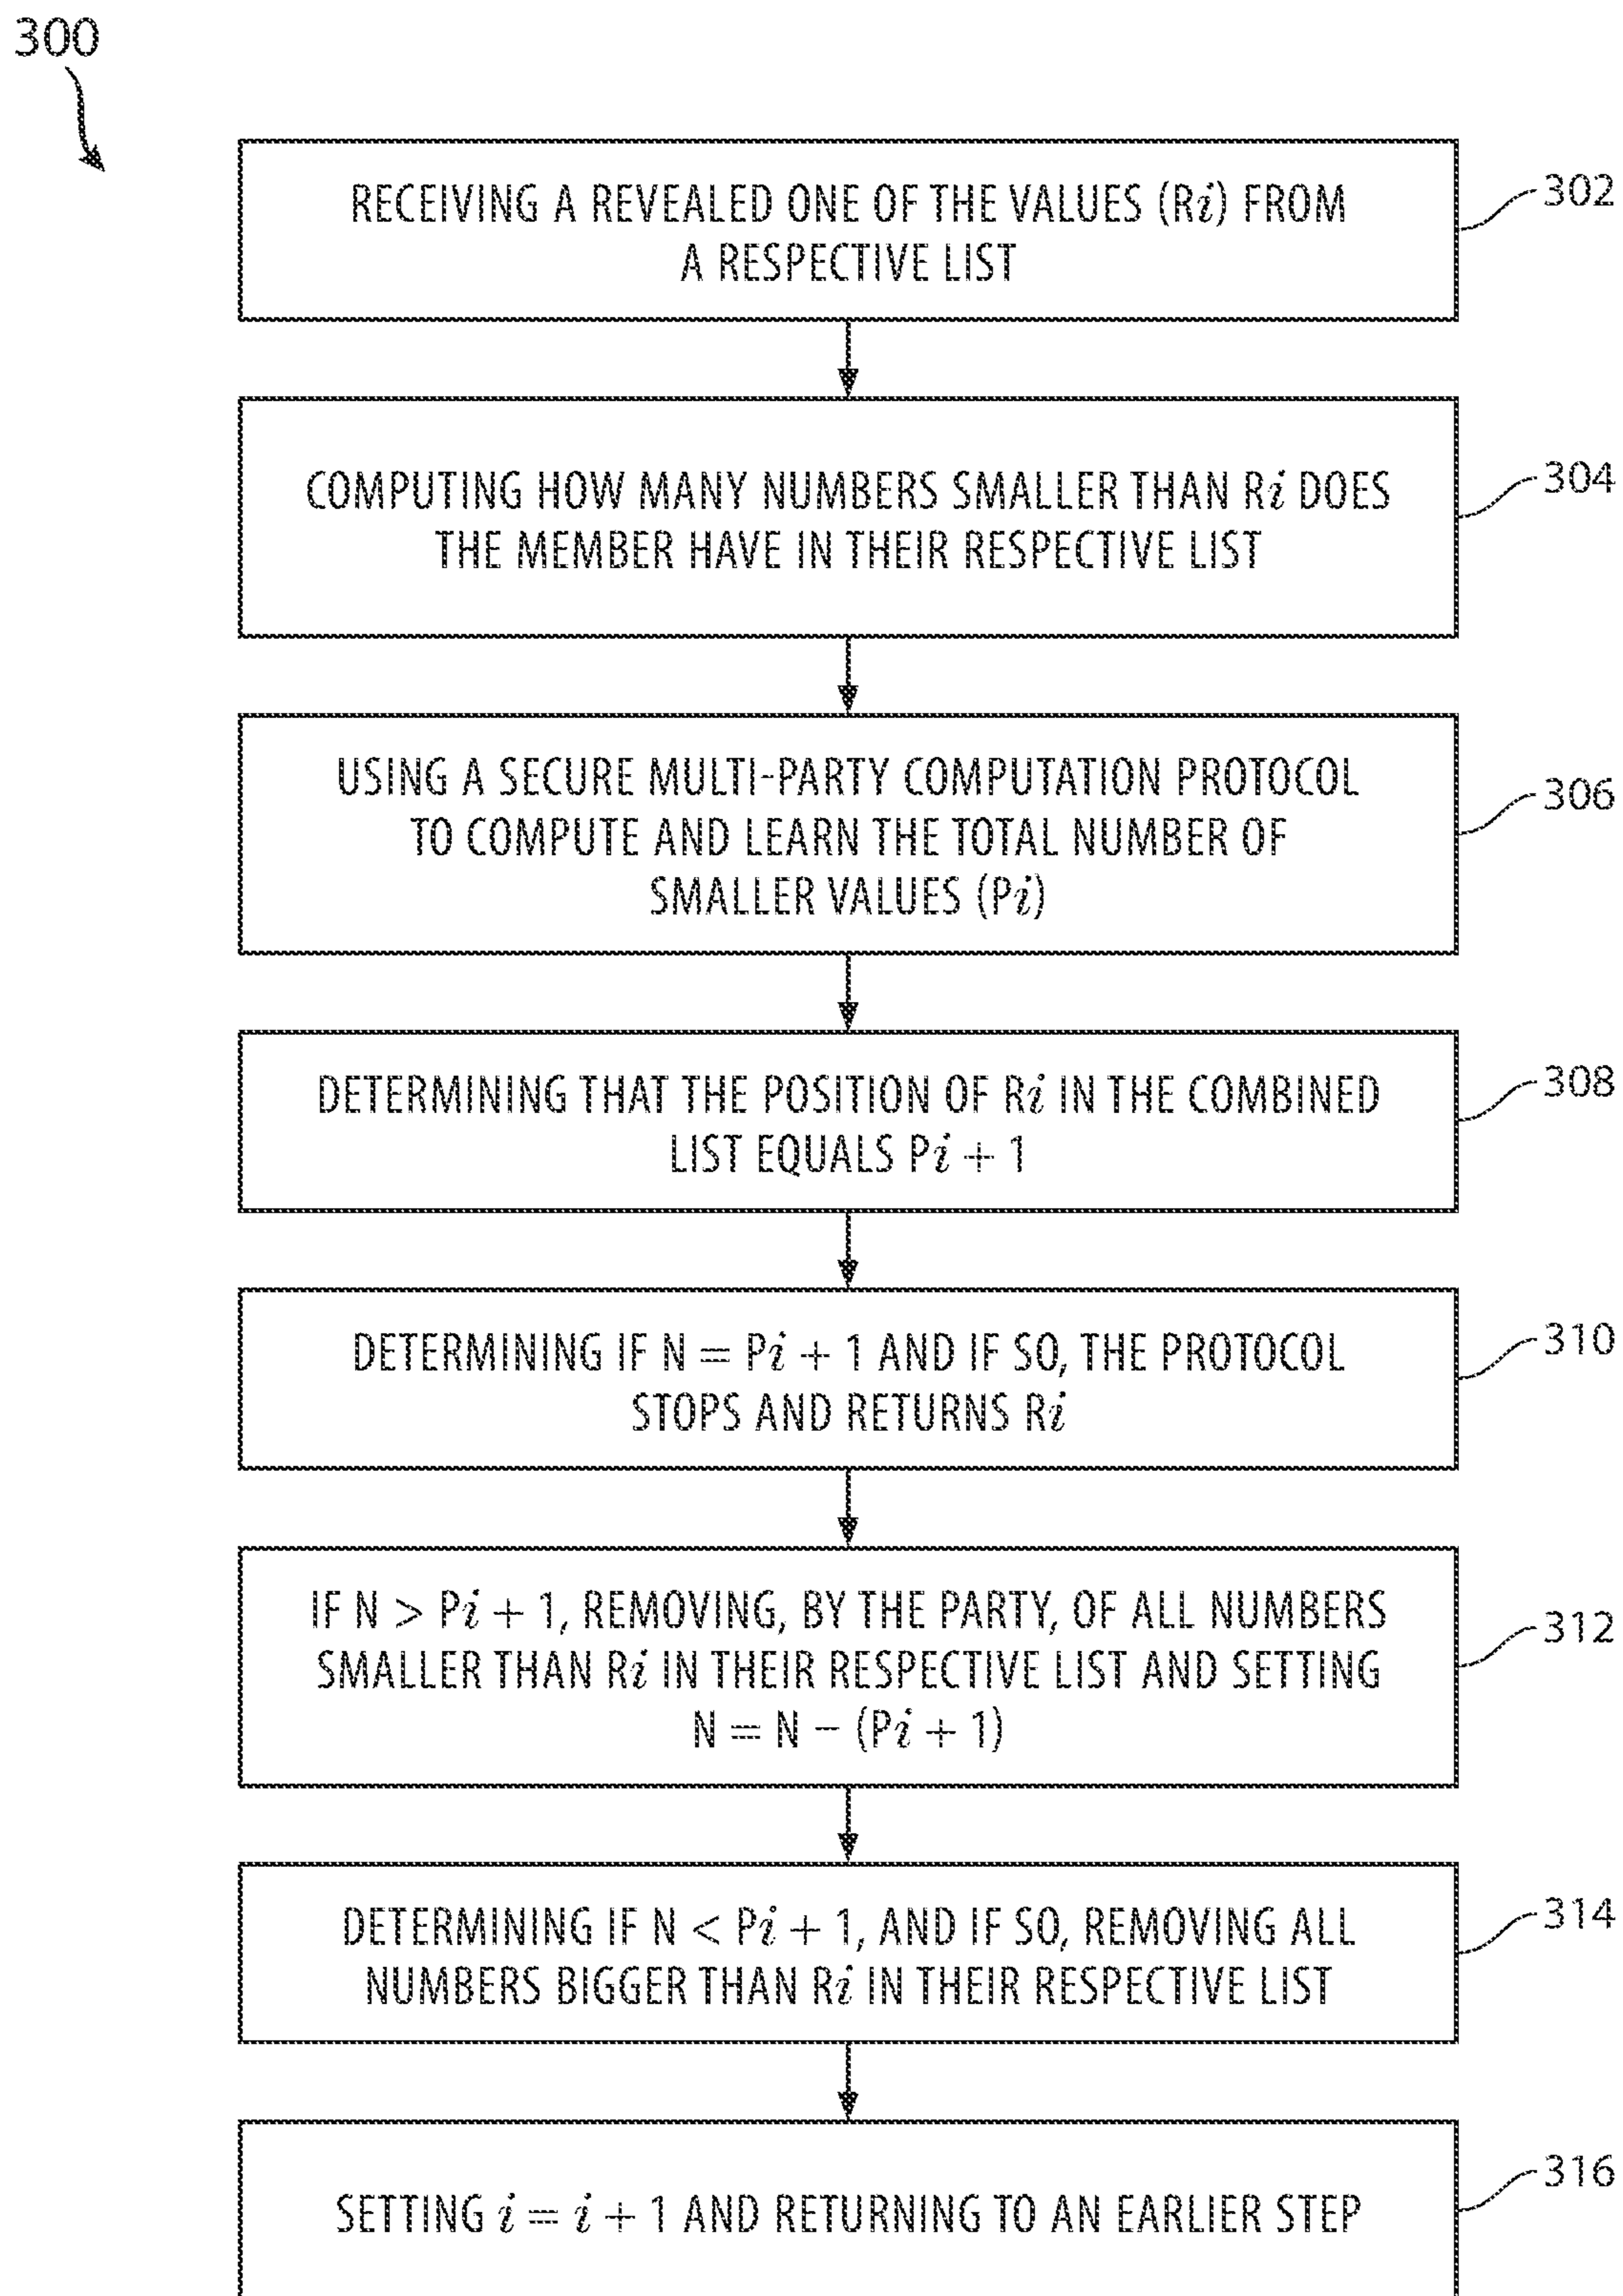 300
RECEIVING A REVEALED ONE OF THE VALUES (Ri) FROM
A RESPECTIVE LIST
302
COMPUTING HOW MANY NUMBERS SMALLER THAN Ri DOES
THE MEMBER HAVE IN THEIR RESPECTIVE LIST
304
USING A SECURE MULTI-PARTY COMPUTATION PROTOCOL
TO COMPUTE AND LEARN THE TOTAL NUMBER OF
SMALLER VALUES (Pi)
306
DETERMINING THAT THE POSITION OF Ri IN THE COMBINED
LIST EQUALS Pi + 1
308
DETERMINING IF N = Pi + 1 AND IF SO, THE PROTOCOL
STOPS AND RETURNS Ri
310
IF N > Pi + 1, REMOVING, BY THE PARTY, OF ALL NUMBERS
SMALLER THAN Ri IN THEIR RESPECTIVE LIST AND SETTING
N = N − (Pi + 1)
312
DETERMINING IF N < Pi + 1, AND IF SO, REMOVING ALL
NUMBERS BIGGER THAN Ri IN THEIR RESPECTIVE LIST
314
SETTING i = i + 1 AND RETURNING TO AN EARLIER STEP
316